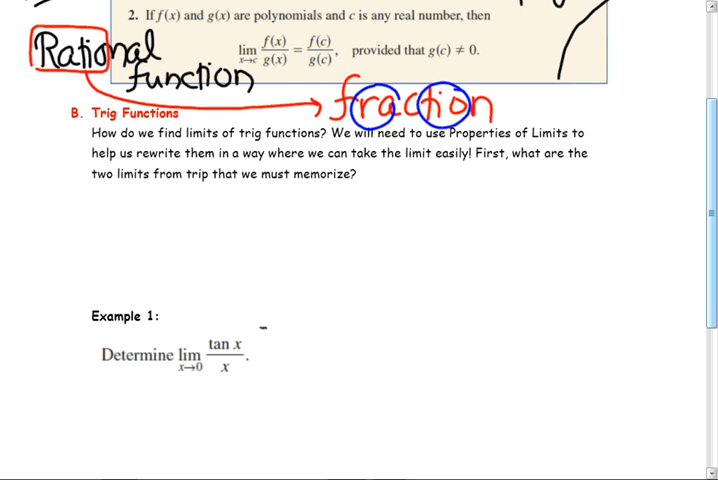 2. If f(x) and g(x) are polynomials and c is any real number, then
lim x→c f(x)/g(x) = f(c)/g(c), provided that g(c) ≠ 0.
Rational
function
fraction
B. Trig Functions
How do we find limits of trig functions? We will need to use Properties of Limits to
help us rewrite them in a way where we can take the limit easily! First, what are the
two limits from trip that we must memorize?
Example 1:
Determine lim x→0 tan x/x.